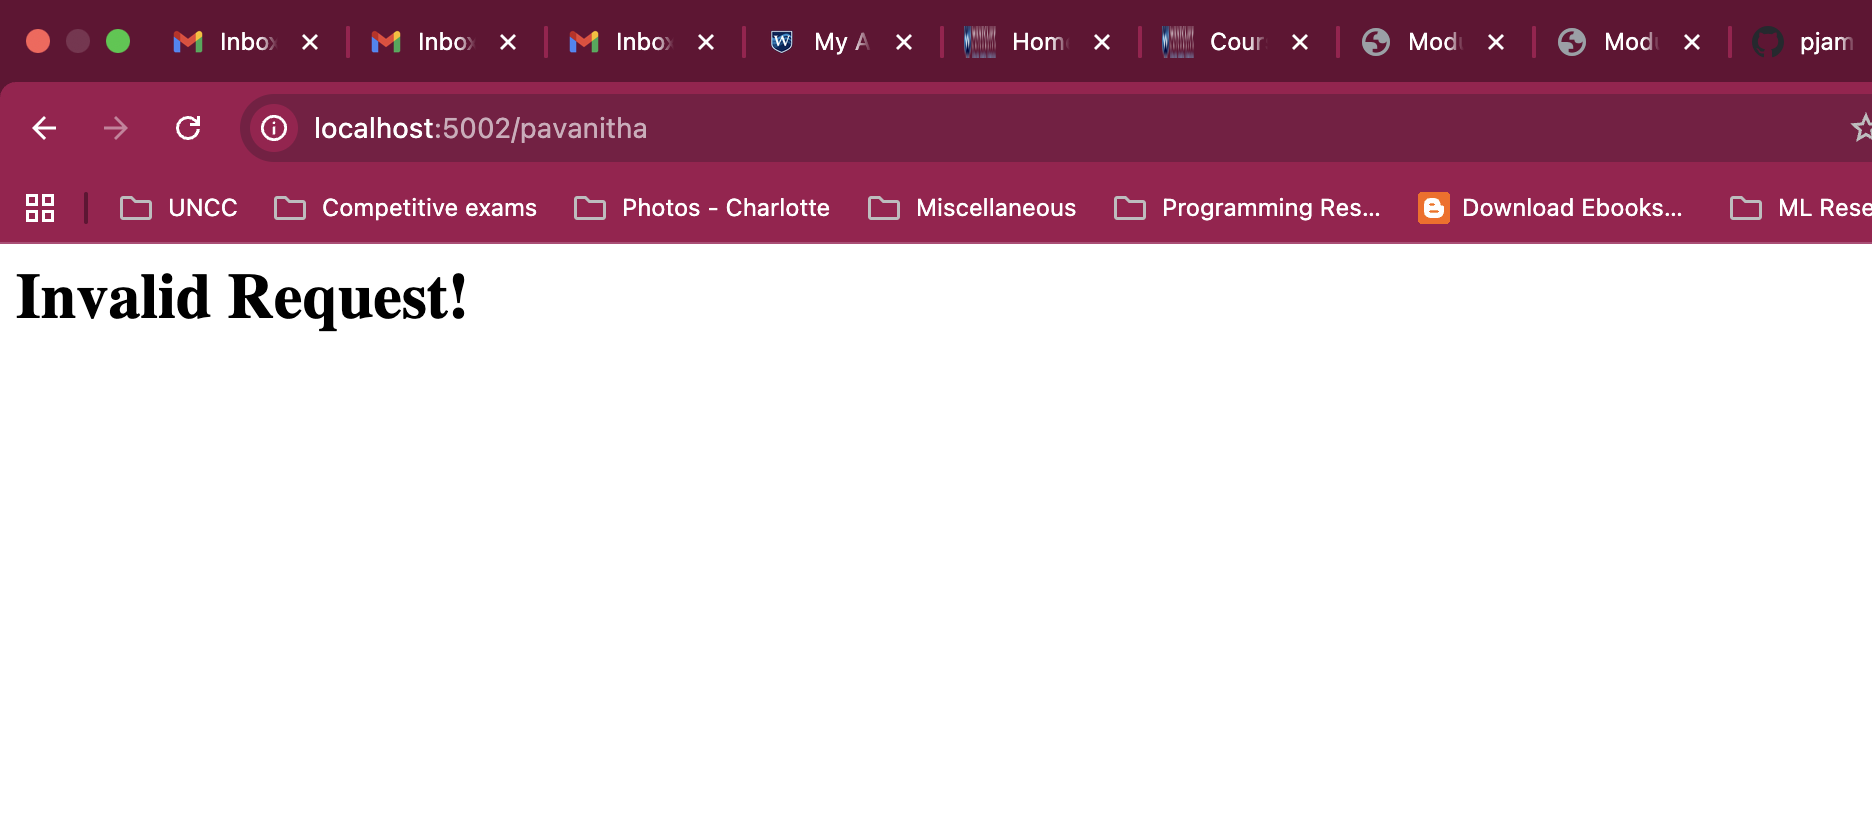 Inbox Inbox Inbox My A Hom Cour Modu Modu pjam
localhost:5002/pavanitha
UNCC Competitive exams Photos - Charlotte Miscellaneous Programming Res... Download Ebooks... ML Rese
Invalid Request!